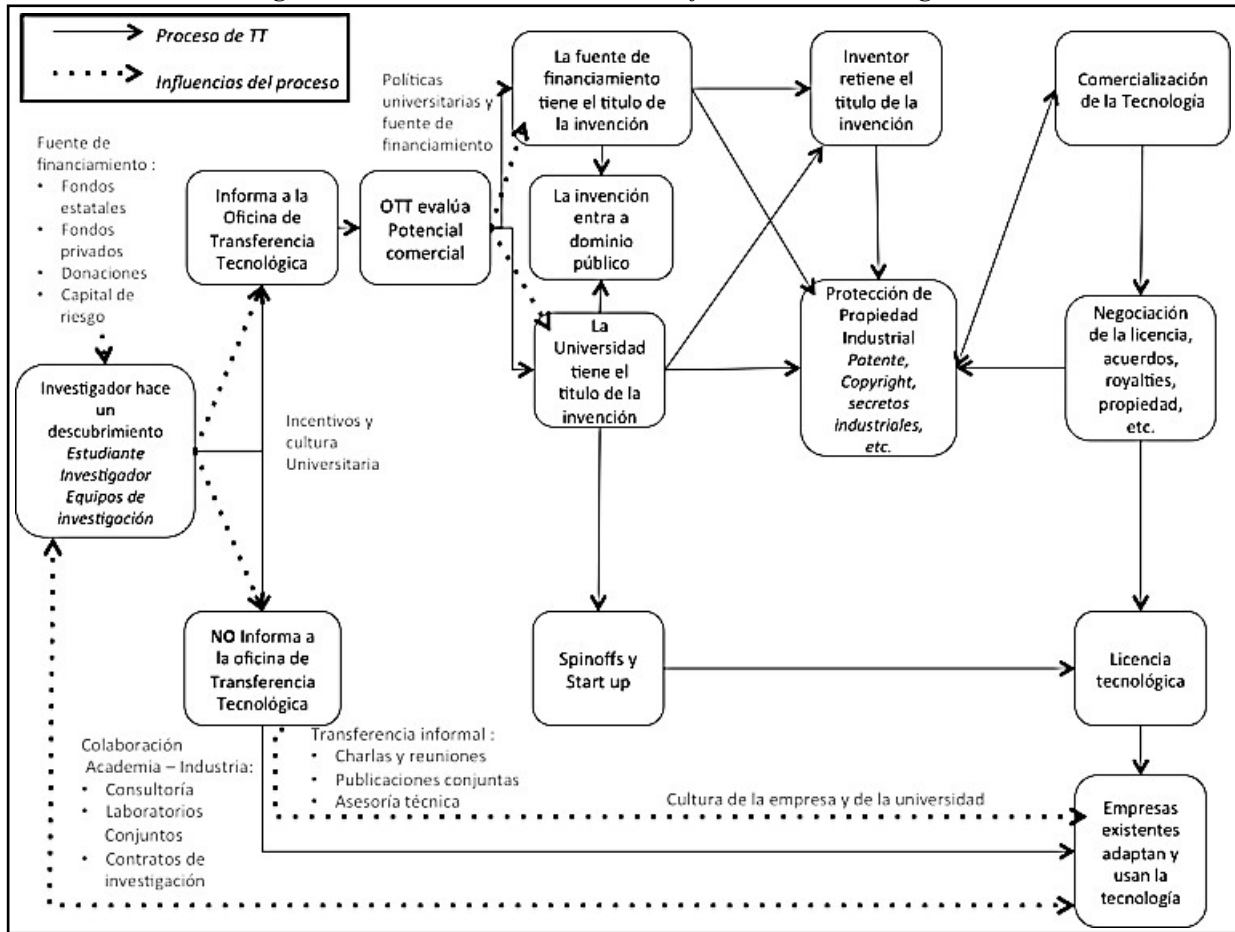 Proceso de TT
Influencias del proceso
Fuente de
financiamiento :
• Fondos
estatales
• Fondos
privados
• Donaciones
• Capital de
riesgo
Investigador hace
un
descubrimiento
Estudiante
Investigador
Equipos de
investigación
Informa a la
Oficina de
Transferencia
Tecnológica
OTT evalúa
Potencial
comercial
Políticas
universitarias y
fuente de
financiamiento
La fuente de
financiamiento
tiene el titulo de
la invención
La invención
entra a
dominio
público
La
Universidad
tiene el
titulo de la
invención
Inventor
retiene el
titulo de la
invención
Protección de
Propiedad
Industrial
Patente,
Copyright,
secretos
industriales,
etc.
Comercialización
de la Tecnología
Negociación
de la licencia,
acuerdos,
royalties,
propiedad,
etc.
Incentivos y
cultura
Universitaria
NO Informa a
la oficina de
Transferencia
Tecnológica
Spinoffs y
Start up
Licencia
tecnológica
Colaboración
Academia – Industria:
• Consultoría
• Laboratorios
Conjuntos
• Contratos de
investigación
Transferencia informal :
• Charlas y reuniones
• Publicaciones conjuntas
• Asesoría técnica
Cultura de la empresa y de la universidad
Empresas
existentes
adaptan y
usan la
tecnología